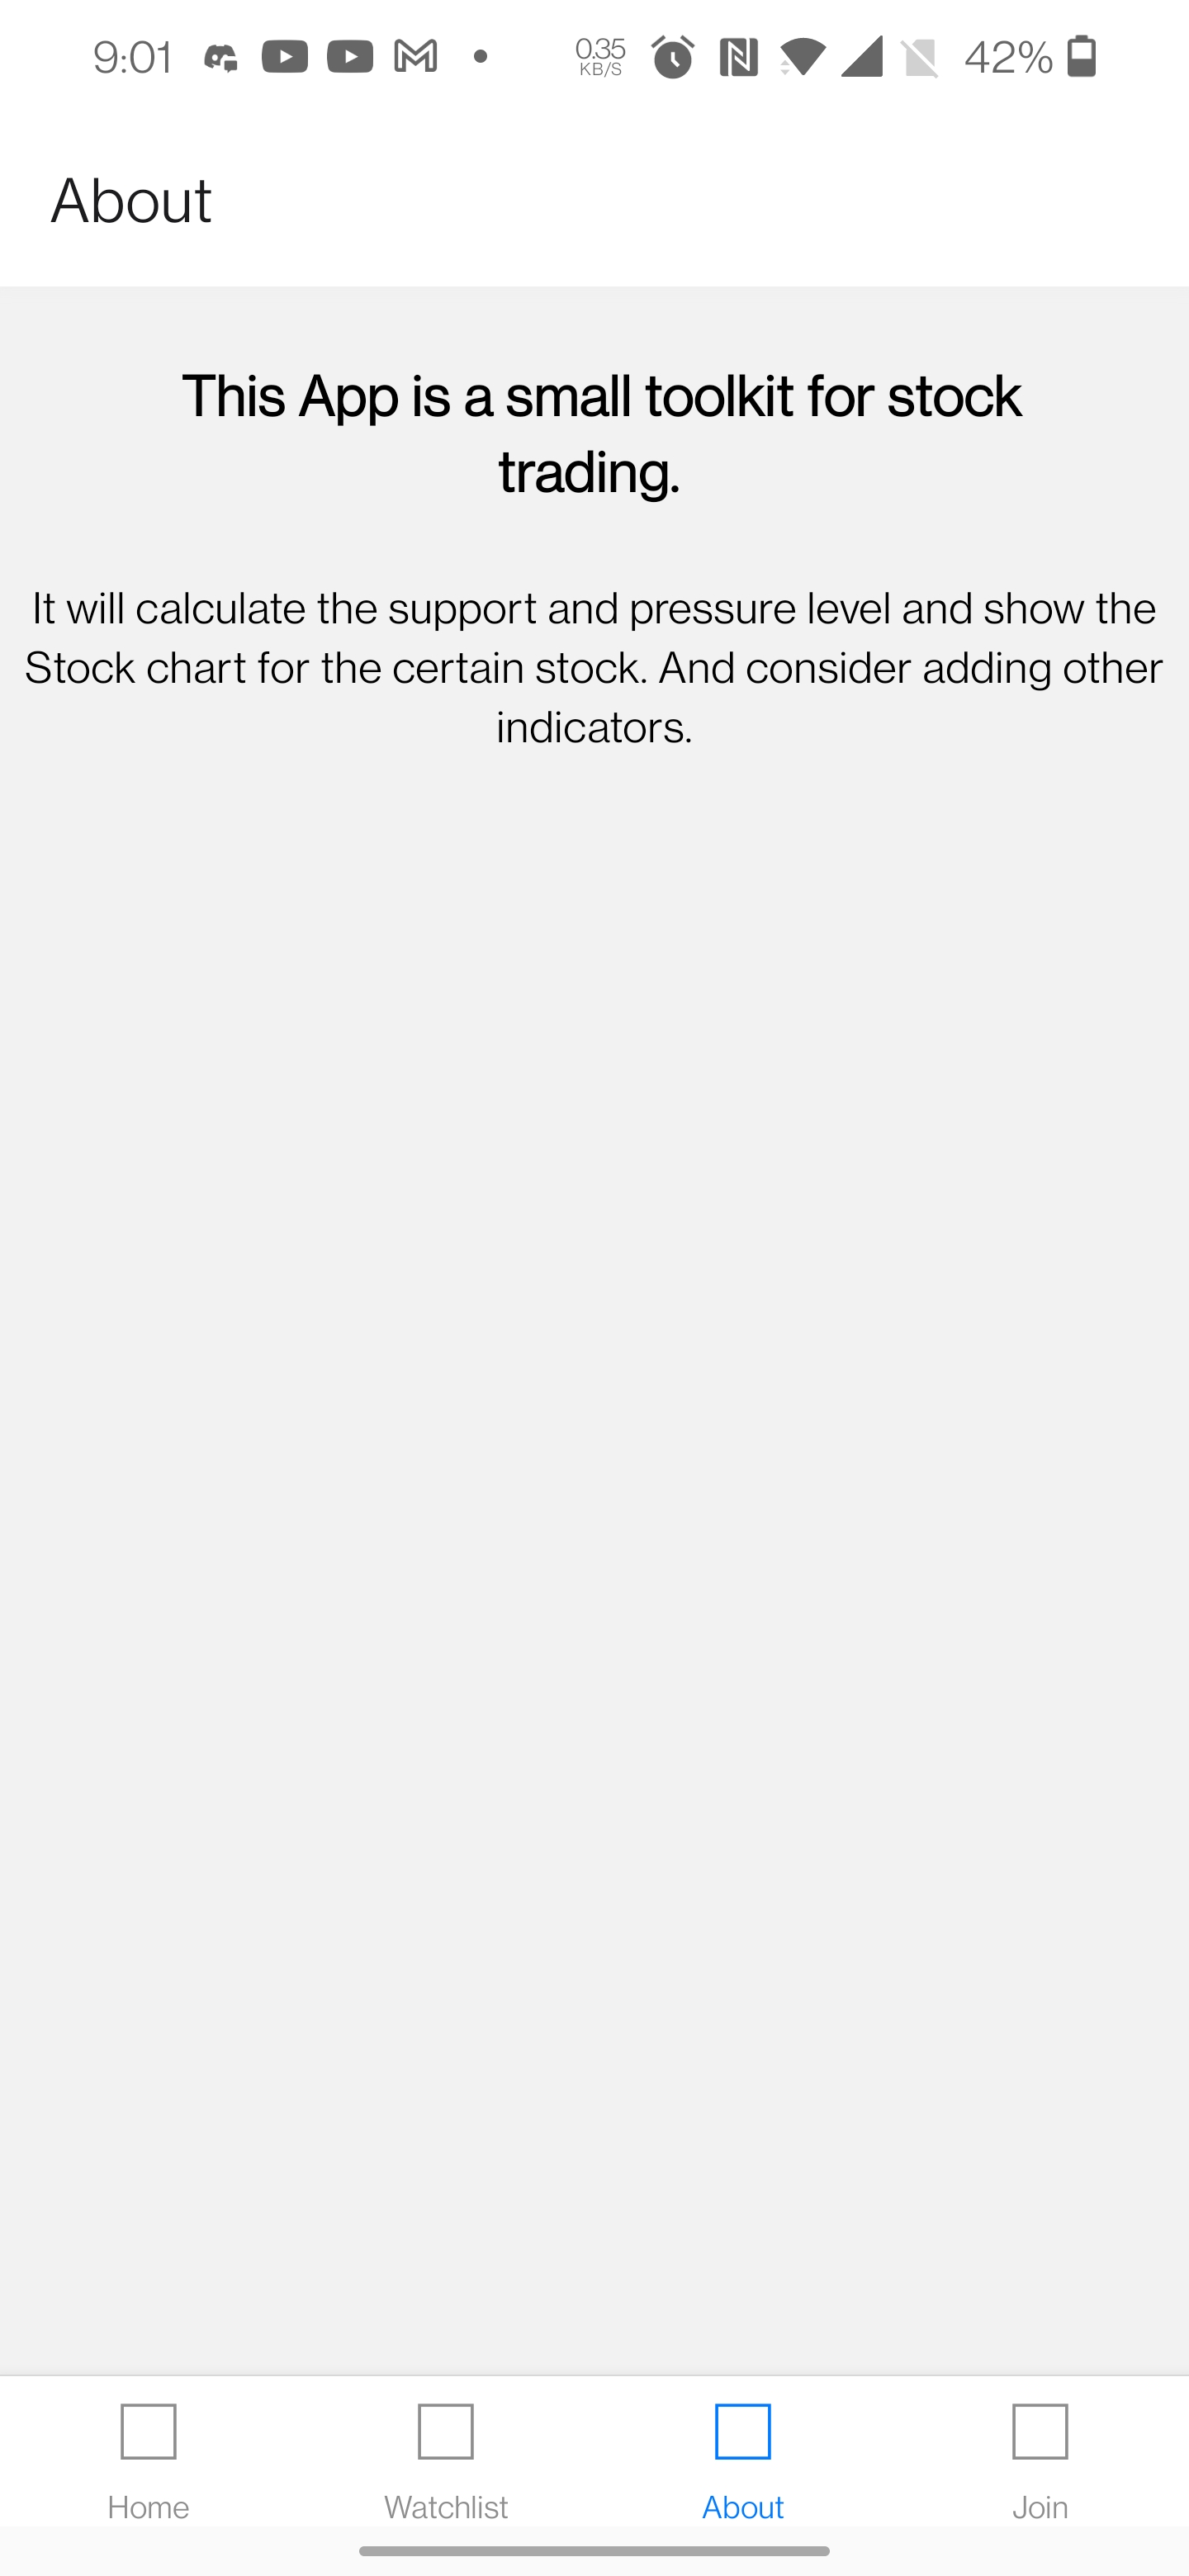 9:01 0.35 KB/S 42%
About
This App is a small toolkit for stock
trading.
It will calculate the support and pressure level and show the
Stock chart for the certain stock. And consider adding other
indicators.
Home Watchlist About Join